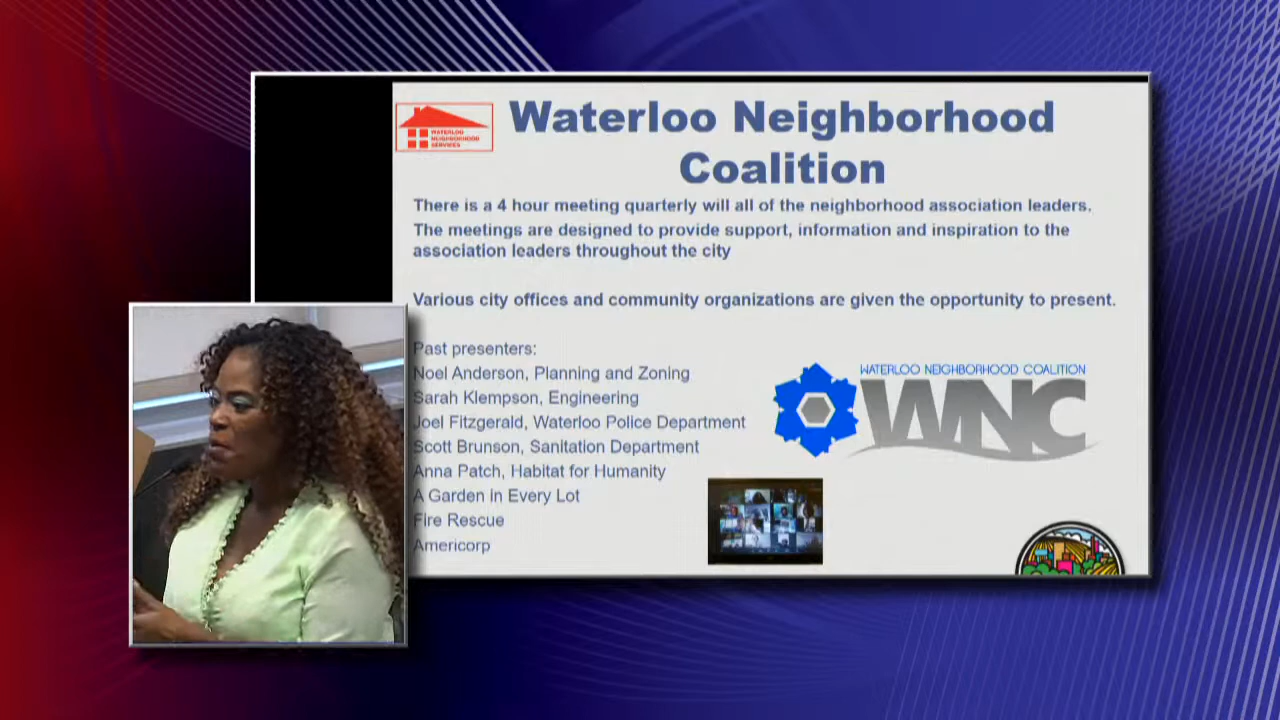 WATERLOO
NEIGHBORHOOD
SERVICES
Waterloo Neighborhood
Coalition
There is a 4 hour meeting quarterly will all of the neighborhood association leaders.
The meetings are designed to provide support, information and inspiration to the
association leaders throughout the city
Various city offices and community organizations are given the opportunity to present.
Past presenters:
Noel Anderson, Planning and Zoning
Sarah Klempson, Engineering
Joel Fitzgerald, Waterloo Police Department
Scott Brunson, Sanitation Department
Anna Patch, Habitat for Humanity
A Garden in Every Lot
Fire Rescue
Americorp
WATERLOO NEIGHBORHOOD COALITION
WNC